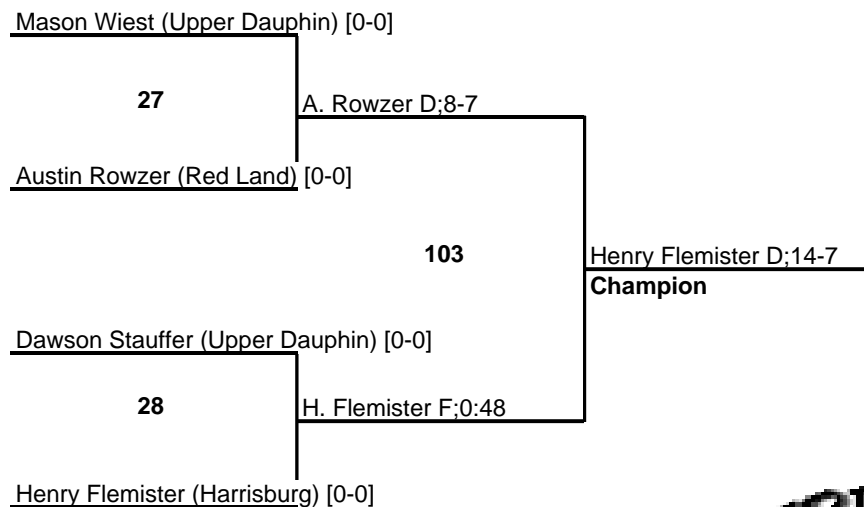 Mason Wiest (Upper Dauphin) [0-0]
27
A. Rowzer D;8-7
Austin Rowzer (Red Land) [0-0]
103
Henry Flemister D;14-7
Champion
Dawson Stauffer (Upper Dauphin) [0-0]
28
H. Flemister F;0:48
Henry Flemister (Harrisburg) [0-0]